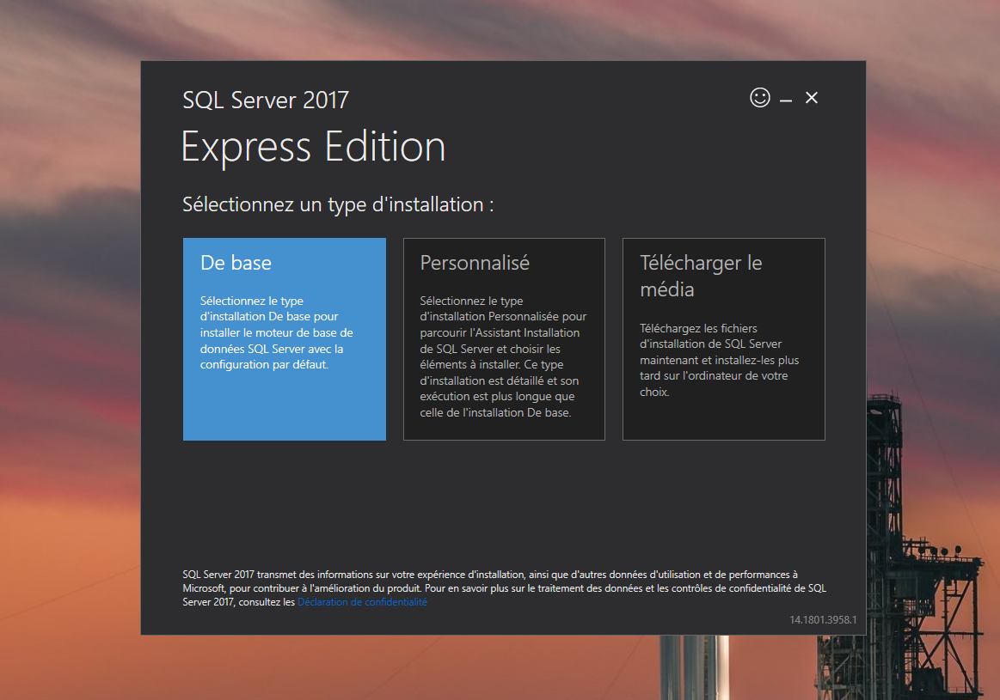 SQL Server 2017
Express Edition
Sélectionnez un type d'installation :
De base
Sélectionnez le type
d'installation De base pour
installer le moteur de base de
données SQL Server avec la
configuration par défaut.
Personnalisé
Sélectionnez le type
d'installation Personnalisée pour
parcourir l'Assistant Installation
de SQL Server et choisir les
éléments à installer. Ce type
d'installation est détaillé et son
exécution est plus longue que
celle de l'installation De base.
Télécharger le
média
Téléchargez les fichiers
d'installation de SQL Server
maintenant et installez-les plus
tard sur l'ordinateur de votre
choix.
SQL Server 2017 transmet des informations sur votre expérience d'installation, ainsi que d'autres données d'utilisation et de performances à
Microsoft, pour contribuer à l'amélioration du produit. Pour en savoir plus sur le traitement des données et les contrôles de confidentialité de SQL
Server 2017, consultez les Déclaration de confidentialité
14.1801.3958.1